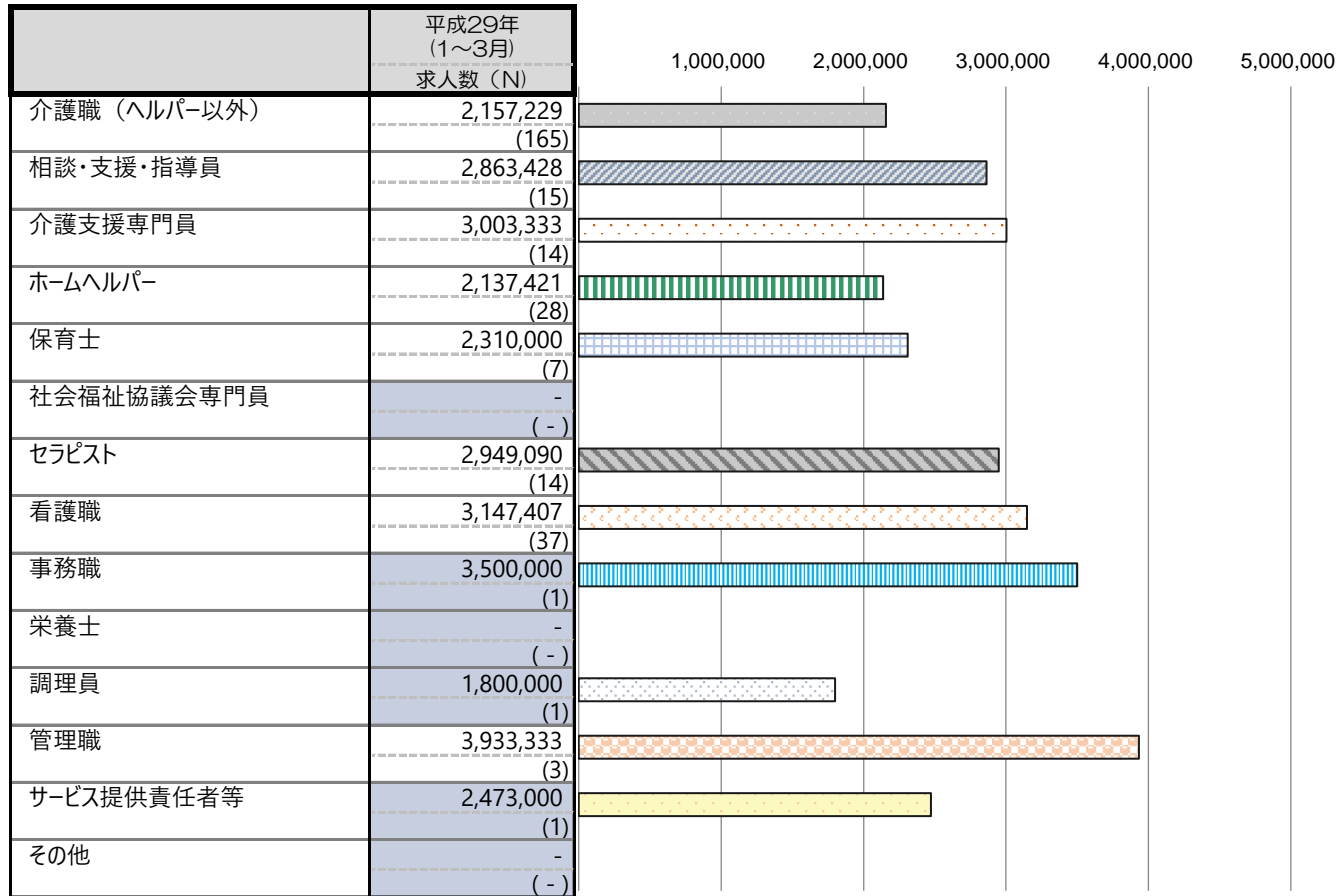 平成29年
(1～3月)
求人数（N）
1,000,000 2,000,000 3,000,000 4,000,000 5,000,000
介護職（ヘルパー以外） 2,157,229
(165)
相談・支援・指導員 2,863,428
(15)
介護支援専門員 3,003,333
(14)
ホームヘルパー 2,137,421
(28)
保育士 2,310,000
(7)
社会福祉協議会専門員 -
( - )
セラピスト 2,949,090
(14)
看護職 3,147,407
(37)
事務職 3,500,000
(1)
栄養士 -
( - )
調理員 1,800,000
(1)
管理職 3,933,333
(3)
サービス提供責任者等 2,473,000
(1)
その他 -
( - )